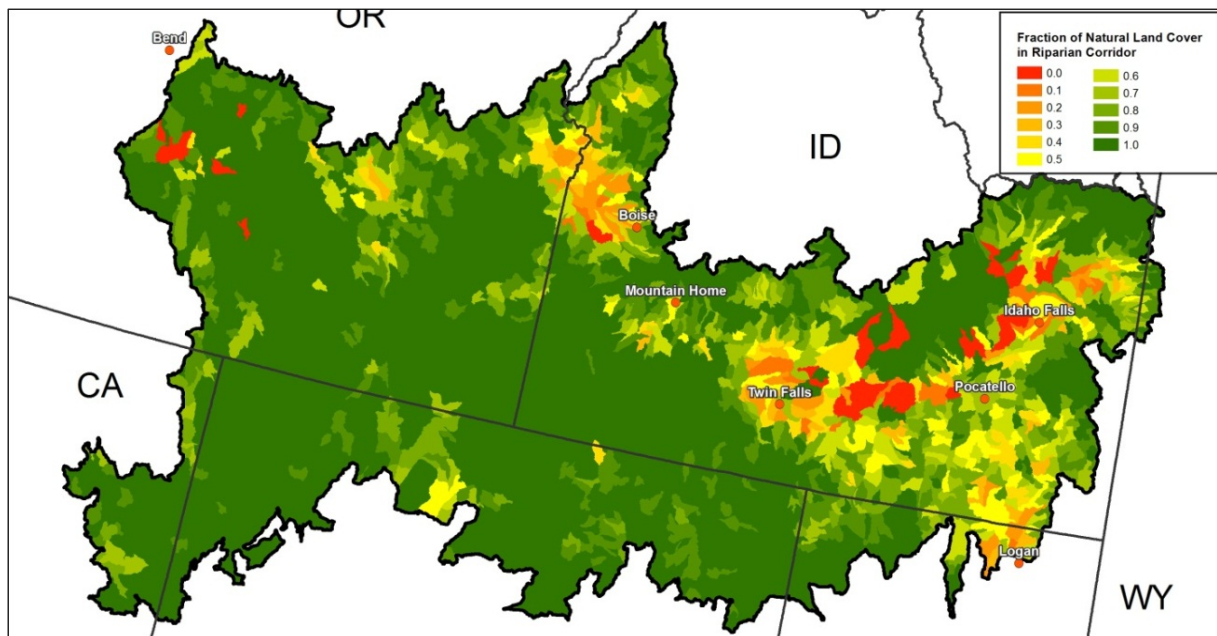 OR
Bend
Fraction of Natural Land Cover
in Riparian Corridor
0.0
0.6
0.1
0.7
0.2
0.8
0.3
0.9
0.4
1.0
0.5
ID
Boise
Mountain Home
Idaho Falls
CA
Twin Falls
Pocatello
Logan
WY